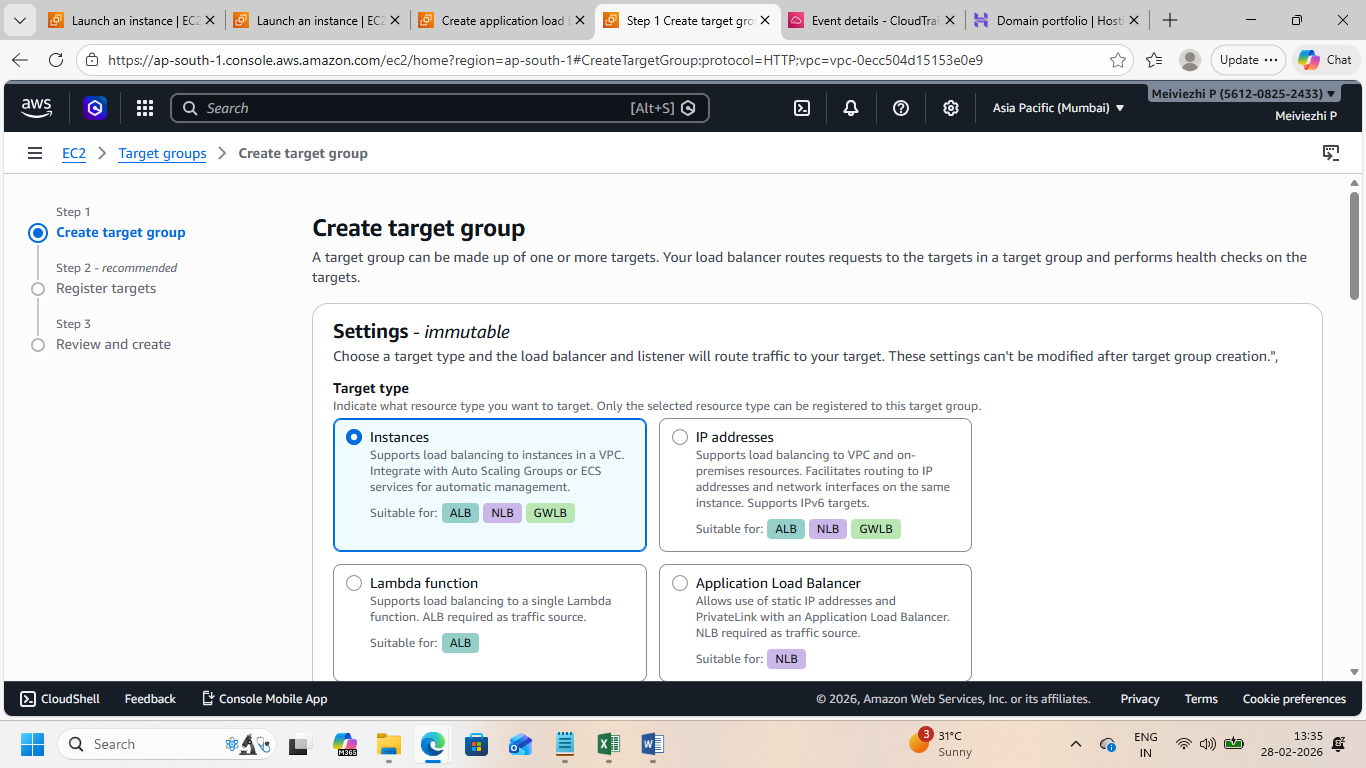 Launch an instance | EC2
Launch an instance | EC2
Create application load b
Step 1 Create target gro
Event details - CloudTrai
Domain portfolio | Hosti
https://ap-south-1.console.aws.amazon.com/ec2/home?region=ap-south-1#CreateTargetGroup:protocol=HTTP;vpc=vpc-0ecc504d15153e0e9
Update
Chat
aws
Search
[Alt+S]
Asia Pacific (Mumbai)
Meiviezhi P (5612-0825-2433)
Meiviezhi P
EC2
Target groups
Create target group
Step 1
Create target group
Step 2 - recommended
Register targets
Step 3
Review and create
Create target group
A target group can be made up of one or more targets. Your load balancer routes requests to the targets in a target group and performs health checks on the
targets.
Settings - immutable
Choose a target type and the load balancer and listener will route traffic to your target. These settings can't be modified after target group creation.",
Target type
Indicate what resource type you want to target. Only the selected resource type can be registered to this target group.
Instances
Supports load balancing to instances in a VPC.
Integrate with Auto Scaling Groups or ECS
services for automatic management.
Suitable for: ALB NLB GWLB
IP addresses
Supports load balancing to VPC and on-
premises resources. Facilitates routing to IP
addresses and network interfaces on the same
instance. Supports IPv6 targets.
Suitable for: ALB NLB GWLB
Lambda function
Supports load balancing to a single Lambda
function. ALB required as traffic source.
Suitable for: ALB
Application Load Balancer
Allows use of static IP addresses and
PrivateLink with an Application Load Balancer.
NLB required as traffic source.
Suitable for: NLB
CloudShell
Feedback
Console Mobile App
© 2026, Amazon Web Services, Inc. or its affiliates.
Privacy
Terms
Cookie preferences
Search
M365
3
31°C
Sunny
ENG
IN
13:35
28-02-2026